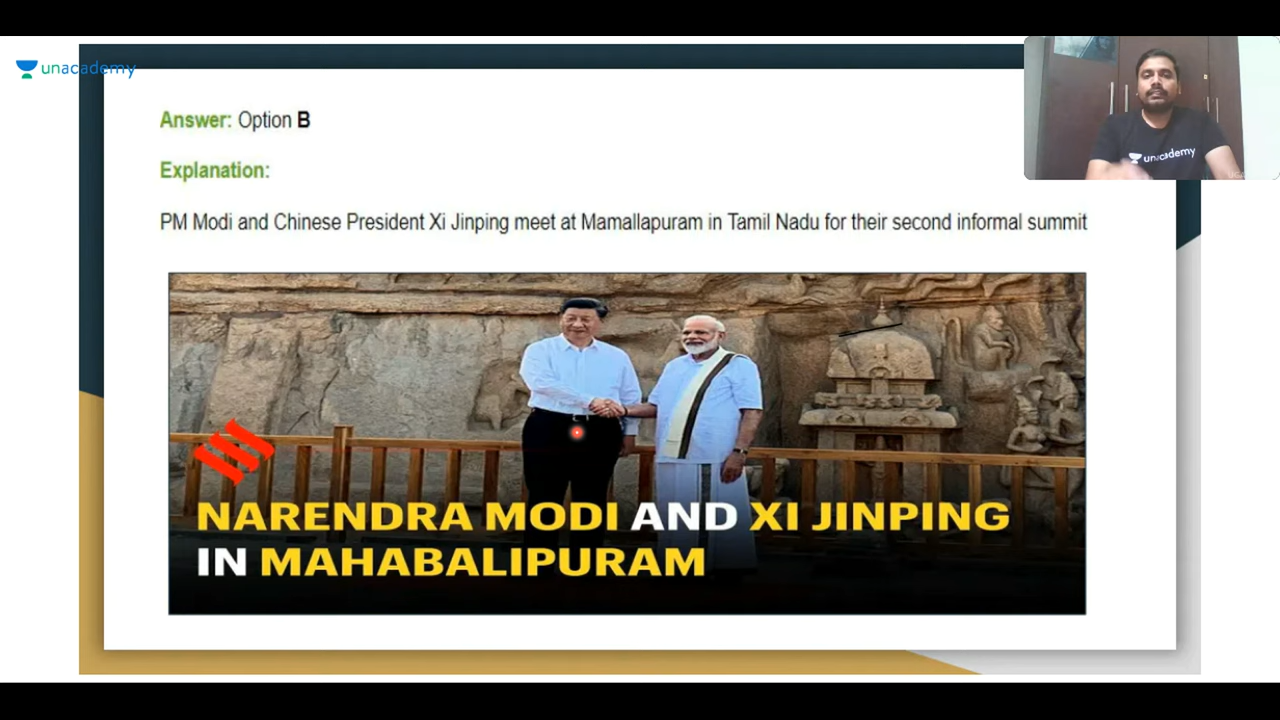 unacademy
Answer: Option B
Explanation:
PM Modi and Chinese President Xi Jinping meet at Mamallapuram in Tamil Nadu for their second informal summit
NARENDRA MODI AND XI JINPING
IN MAHABALIPURAM
unacademy